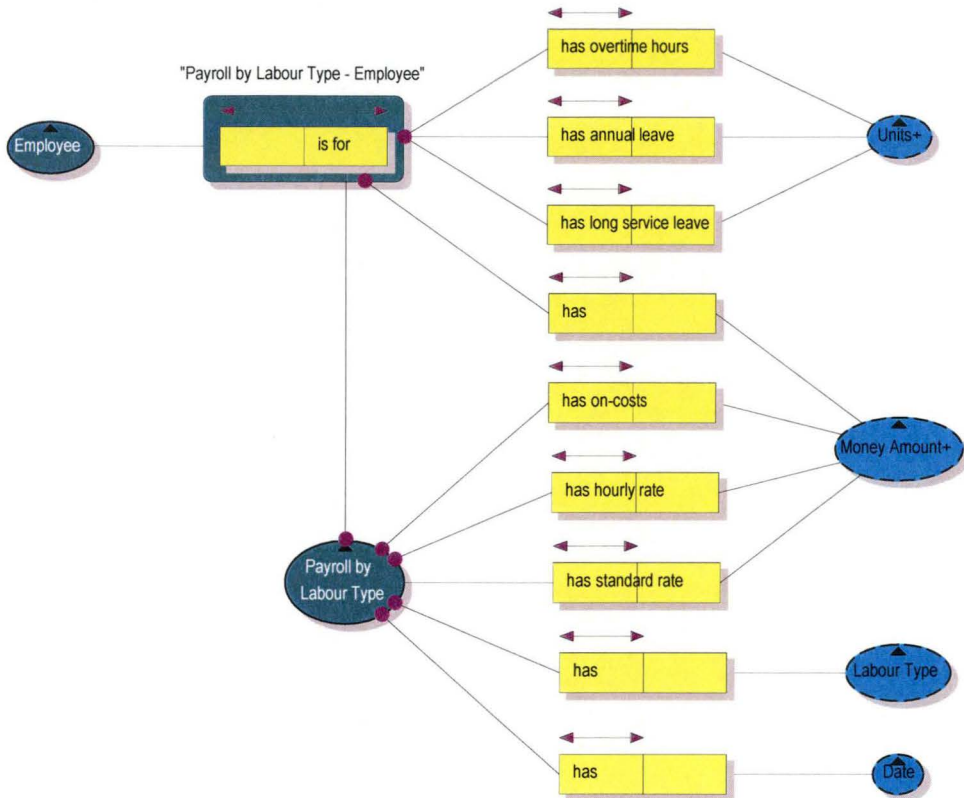 has overtime hours
"Payroll by Labour Type - Employee"
Employee
is for
has annual leave
Units+
has long service leave
has
has on-costs
Money Amount+
has hourly rate
Payroll by
Labour Type
has standard rate
has
Labour Type
has
Date